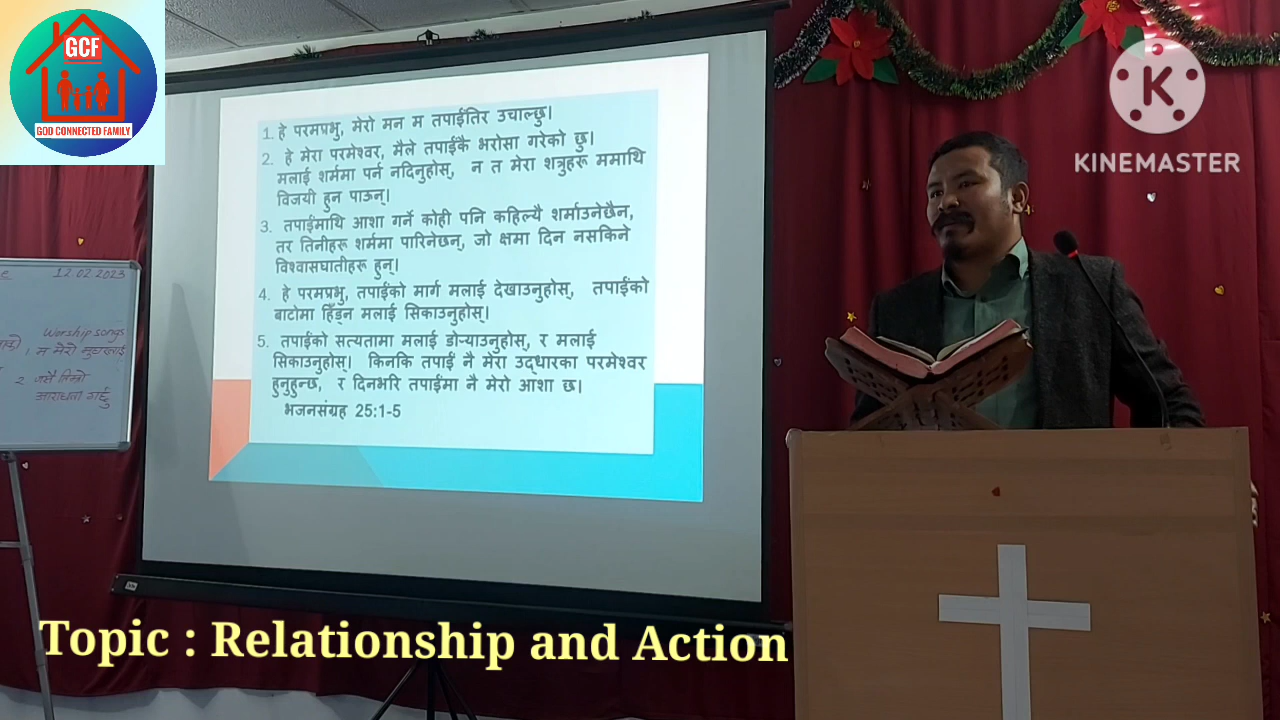 GCF
GOD CONNECTED FAMILY
KINEMASTER
1. हे परमप्रभु, मेरो मन म तपाईंतिर उचाल्छु।
2. हे मेरा परमेश्वर, मैले तपाईंकै भरोसा गरेको छु।
मलाई शर्ममा पर्न नदिनुहोस्, न त मेरा शत्रुहरू ममाथि
विजयी हुन पाऊन्।
3. तपाईंमाथि आशा गर्ने कोही पनि कहिल्यै शर्माउनेछैन,
तर तिनीहरू शर्ममा पारिनेछन्, जो क्षमा दिन नसकिने
विश्वासघातीहरू हुन्।
4. हे परमप्रभु, तपाईंको मार्ग मलाई देखाउनुहोस्, तपाईंको
बाटोमा हिँड्न मलाई सिकाउनुहोस्।
5. तपाईंको सत्यतामा मलाई डोर्‍याउनुहोस्, र मलाई
सिकाउनुहोस्। किनकि तपाईं नै मेरा उद्धारका परमेश्वर
हुनुहुन्छ, र दिनभरि तपाईंमा नै मेरो आशा छ।
भजनसंग्रह 25:1-5
12.02.2023
Worship songs
1. म मेरो
2. जसै तिम्रो
आराधना गर्छु
Topic : Relationship and Action